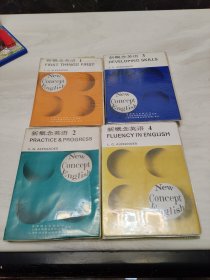 新概念英语 1
FIRST THINGS FIRST
New
Concept
English
新概念英语 3
DEVELOPING SKILLS
New
Concept
English
新概念英语 2
PRACTICE & PROGRESS
L. G. ALEXANDER
New
Concept
English
新概念英语 4
FLUENCY IN ENGLISH
L. G. ALEXANDER
New
Concept
English